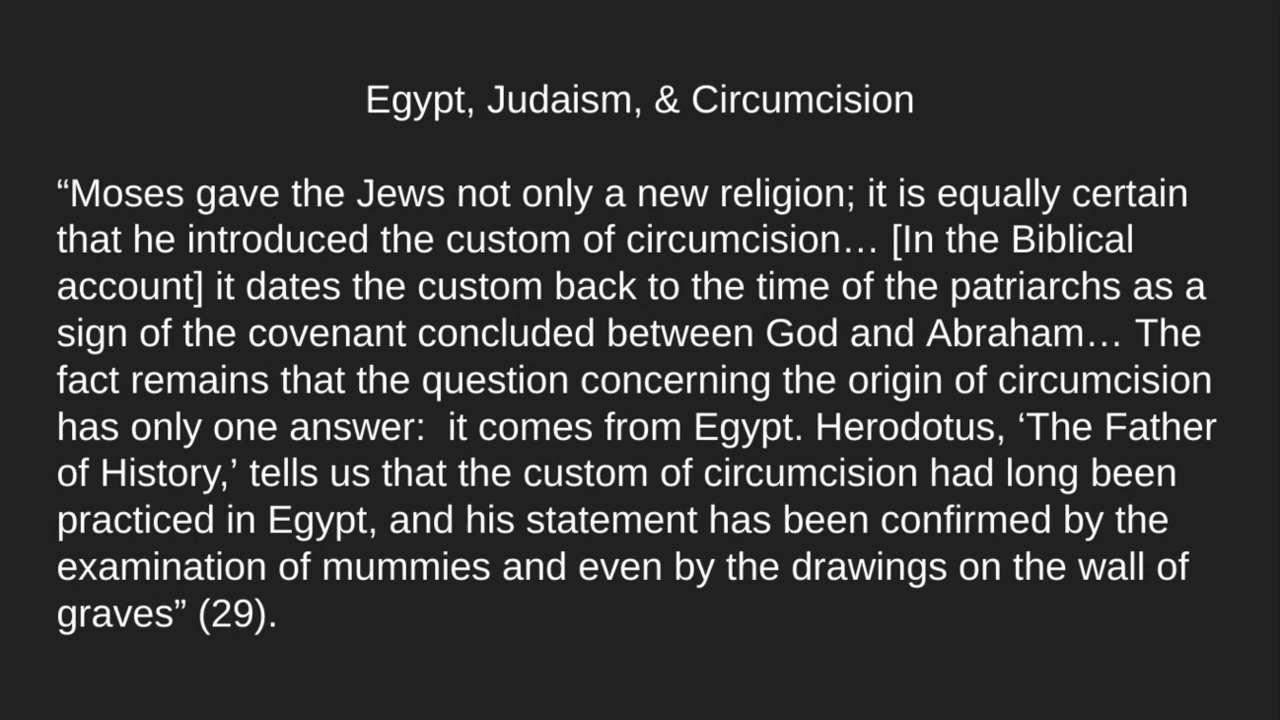 Egypt, Judaism, & Circumcision
“Moses gave the Jews not only a new religion; it is equally certain
that he introduced the custom of circumcision… [In the Biblical
account] it dates the custom back to the time of the patriarchs as a
sign of the covenant concluded between God and Abraham… The
fact remains that the question concerning the origin of circumcision
has only one answer:  it comes from Egypt. Herodotus, ‘The Father
of History,’ tells us that the custom of circumcision had long been
practiced in Egypt, and his statement has been confirmed by the
examination of mummies and even by the drawings on the wall of
graves” (29).